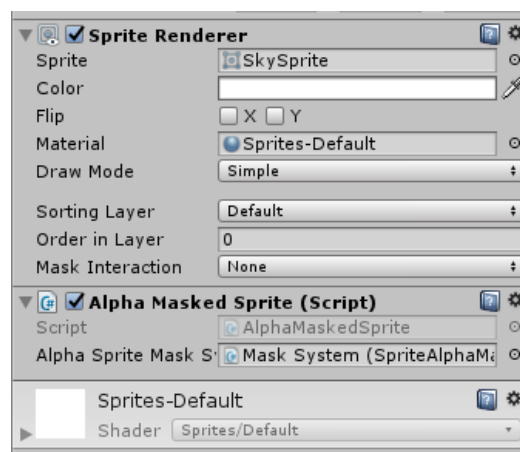 Sprite Renderer
Sprite SkySprite
Color
Flip X Y
Material Sprites-Default
Draw Mode Simple
Sorting Layer Default
Order in Layer 0
Mask Interaction None
Alpha Masked Sprite (Script)
Script AlphaMaskedSprite
Alpha Sprite Mask S Mask System (SpriteAlphaMa
Sprites-Default
Shader Sprites/Default